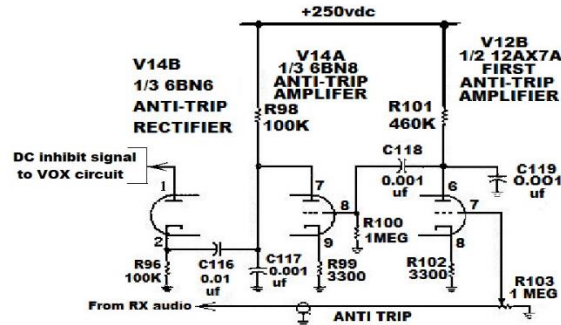 +250vdc
V14B
1/3 6BN6
ANTI-TRIP
RECTIFIER
V14A
1/3 6BN8
ANTI-TRIP
AMPLIFER
V12B
1/2 12AX7A
FIRST
ANTI-TRIP
AMPLIFIER
R98
100K
R101
460K
DC inhibit signal
to VOX circuit
C118
0.001
uf
C119
0.001
uf
1
2
7
8
9
6
7
8
R100
1MEG
R96
100K
C116
0.01
uf
C117
0.001
uf
R99
3300
R102
3300
R103
1 MEG
From RX audio
ANTI TRIP